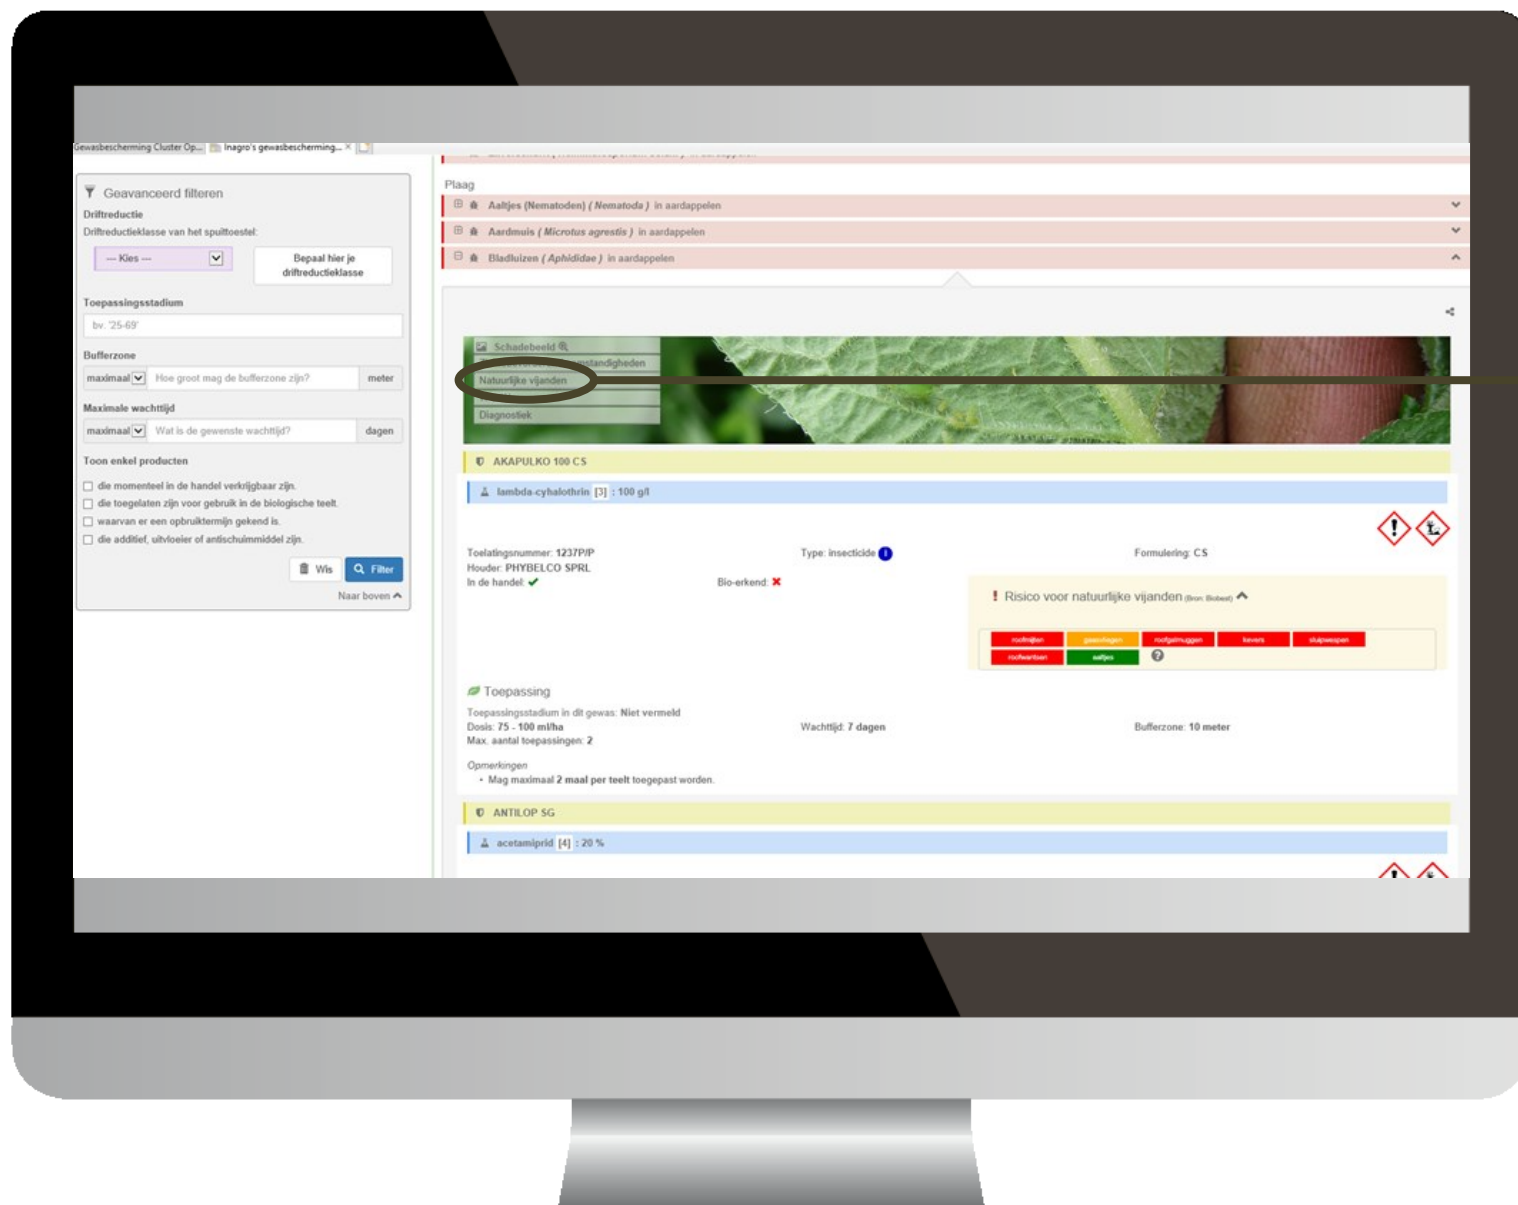 Gewasbescherming Cluster Op...
Inagro's gewasbescherming... ×
Geavanceerd filteren
Driftreductie
Driftreductieklasse van het spuittoestel:
--- Kies ---
Bepaal hier je driftreductieklasse
Toepassingsstadium
bv. '25-69'
Bufferzone
maximaal Hoe groot mag de bufferzone zijn? meter
Maximale wachttijd
maximaal Wat is de gewenste wachttijd? dagen
Toon enkel producten
die momenteel in de handel verkrijgbaar zijn.
die toegelaten zijn voor gebruik in de biologische teelt.
waarvan er een opbruiktermijn gekend is.
die additief, uitvloeier of antischuimmiddel zijn.
Wis Filter
Naar boven
in aardappelen
Plaag
Aaltjes (Nematoden) ( Nematoda ) in aardappelen
Aardmuis ( Microtus agrestis ) in aardappelen
Bladluizen ( Aphididae ) in aardappelen
Schadebeeld
Natuurlijke vijanden
Diagnostiek
AKAPULKO 100 CS
lambda-cyhalothrin [3] : 100 g/l
Toelatingsnummer: 1237P/P Type: insecticide I Formulering: CS
Houder: PHYBELCO SPRL
In de handel: ✔ Bio-erkend: ✖
! Risico voor natuurlijke vijanden (Bron: Biobest)
roofmijten gaasvliegen roofgalmuggen kevers sluipwespen
roofwantsen aaltjes ?
Toepassing
Toepassingsstadium in dit gewas: Niet vermeld
Dosis: 75 - 100 ml/ha Wachttijd: 7 dagen Bufferzone: 10 meter
Max. aantal toepassingen: 2
Opmerkingen
• Mag maximaal 2 maal per teelt toegepast worden.
ANTILOP SG
acetamiprid [4] : 20 %